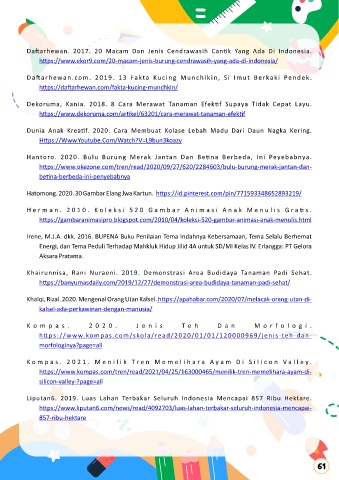 Daftarhewan. 2017. 20 Macam Dan Jenis Cendrawasih Cantik Yang Ada Di Indonesia.
https://www.ekor9.com/20-macam-jenis-burung-cendrawasih-yang-ada-di-indonesia/
Daftarhewan.com. 2019. 13 Fakta Kucing Munchikin, Si Imut Berkaki Pendek.
https://daftarhewan.com/fakta-kucing-munchkin/
Dekoruma, Kania. 2018. 8 Cara Merawat Tanaman Efektif Supaya Tidak Cepat Layu.
https://www.dekoruma.com/artikel/63201/cara-merawat-tanaman-efektif
Dunia Anak Kreatif. 2020. Cara Membuat Kolase Lebah Madu Dari Daun Nagka Kering.
Https://Www.Youtube.Com/Watch?V=L9bun3kozzy
Hantoro. 2020. Bulu Burung Merak Jantan Dan Betina Berbeda, Ini Peyebabnya.
https://www.okezone.com/tren/read/2020/09/27/620/2284603/bulu-burung-merak-jantan-dan-
betina-berbeda-ini-penyebabnya
Hatomong. 2020. 30 Gambar Elang Jwa Kartun. https://id.pinterest.com/pin/771593348652893219/
Herman. 2010. Koleksi 520 Gambar Animasi Anak Menulis Gratis.
https://gambaranimasipro.blogspot.com/2010/04/koleksi-520-gambar-animasi-anak-menulis.html
Irene, M.J.A. dkk. 2016. BUPENA Buku Penilaian Tema Indahnya Kebersamaan, Tema Selalu Berhemat
Energi, dan Tema Peduli Terhadap Mahkluk Hidup Jilid 4A untuk SD/MI Kelas IV. Erlangga: PT Gelora
Aksara Pratama.
Khairunnisa, Rani Nuraeni. 2019. Demonstrasi Area Budidaya Tanaman Padi Sehat.
https://banyumasdaily.com/2019/12/27/demonstrasi-area-budidaya-tanaman-padi-sehat/
Khalqi, Rizal. 2020. Mengenal Orang Utan Kalsel. https://apahabar.com/2020/07/melacak-orang-utan-di-
kalsel-ada-perkawinan-dengan-manusia/
Kompas. 2020. Jenis Teh Dan Morfologi.
https://www.kompas.com/skola/read/2020/01/01/120000969/jenis-teh-dan-
morfologinya?page=all
Kompas. 2021. Menilik Tren Memelihara Ayam Di Silicon Valley.
https://www.kompas.com/tren/read/2021/04/25/163000465/menilik-tren-memelihara-ayam-di-
silicon-valley-?page=all
Liputan6. 2019. Luas Lahan Terbakar Seluruh Indonesia Mencapai 857 Ribu Hektare.
https://www.liputan6.com/news/read/4092703/luas-lahan-terbakar-seluruh-indonesia-mencapai-
857-ribu-hektare
61